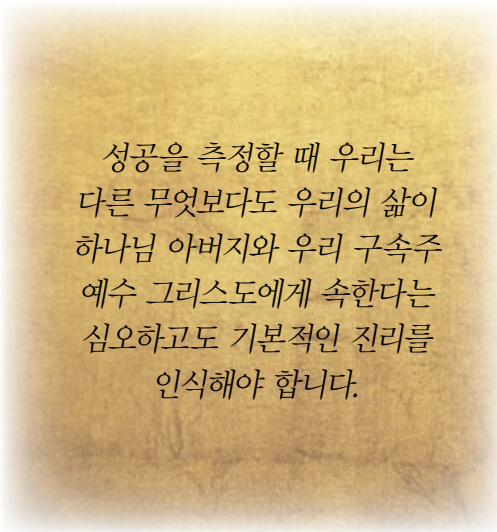 성공을 측정할 때 우리는
다른 무엇보다도 우리의 삶이
하나님 아버지와 우리 구속주
예수 그리스도에게 속한다는
심오하고도 기본적인 진리를
인식해야 합니다.